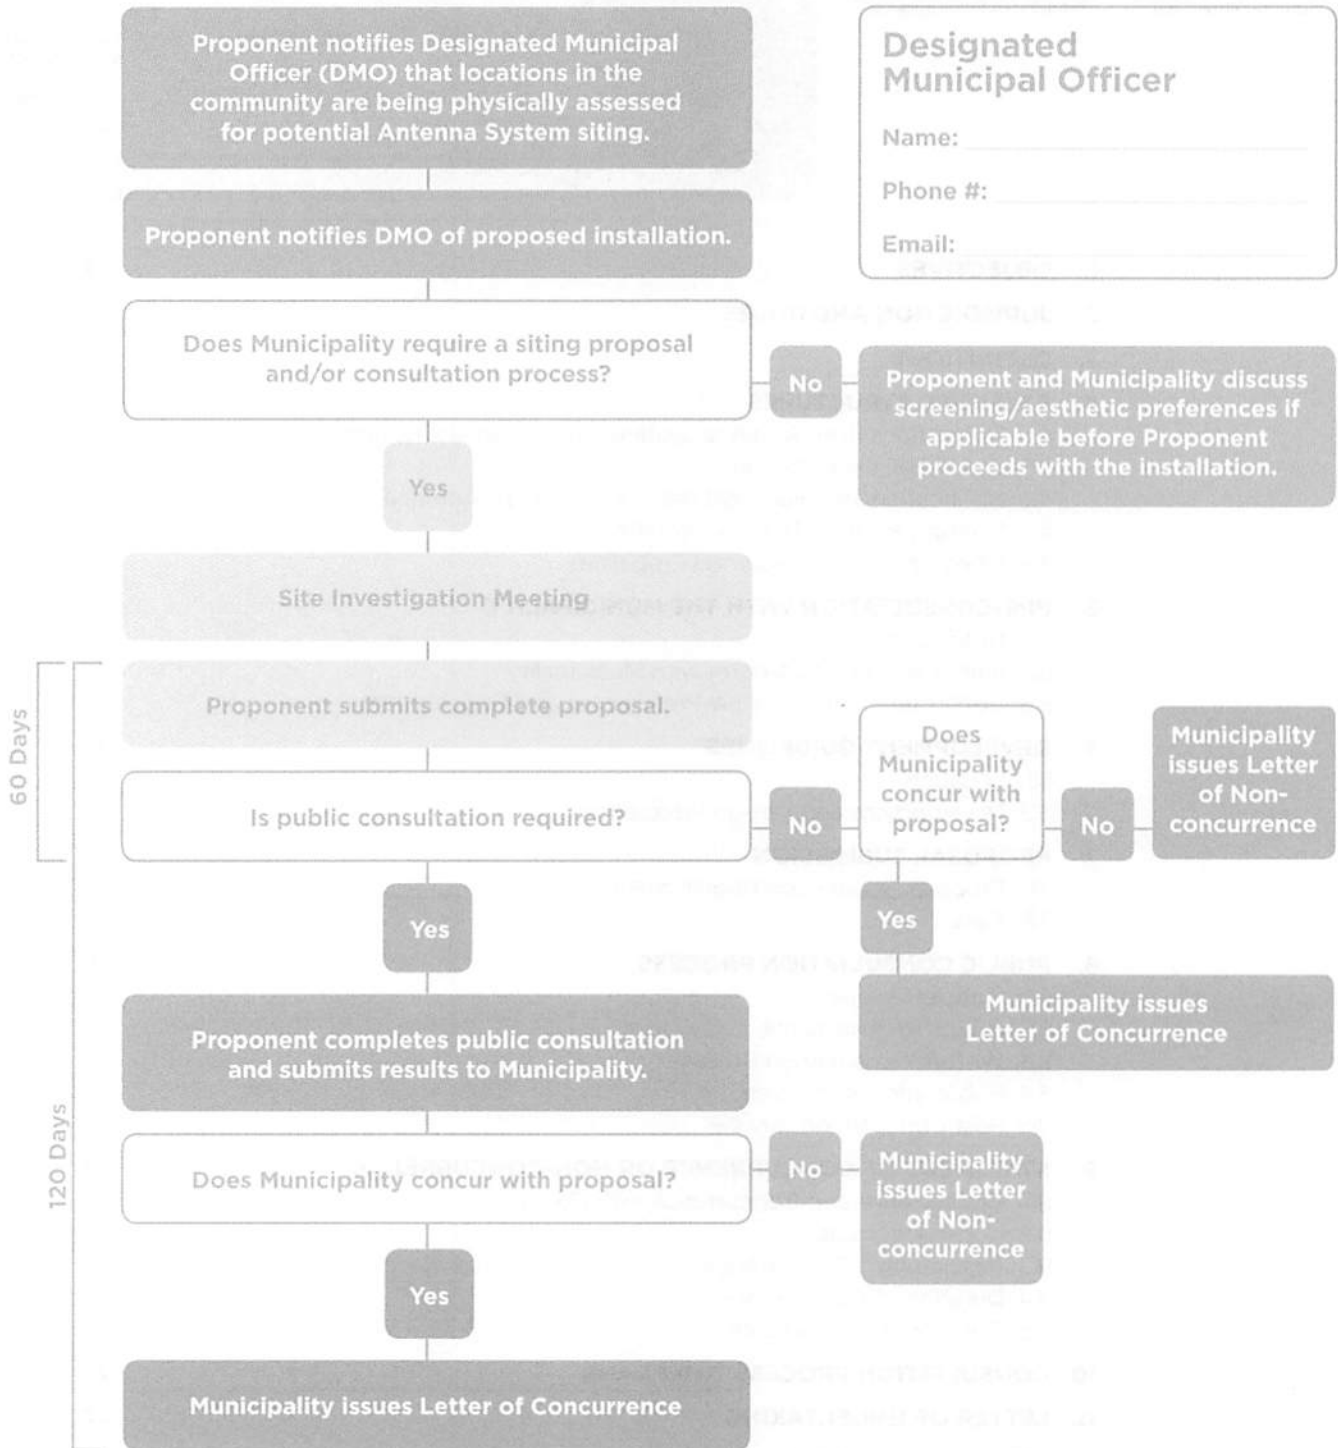 Proponent notifies Designated Municipal
Officer (DMO) that locations in the
community are being physically assessed
for potential Antenna System siting.
Designated
Municipal Officer
Name:
Phone #:
Email:
Proponent notifies DMO of proposed installation.
Does Municipality require a siting proposal
and/or consultation process?
No
Proponent and Municipality discuss
screening/aesthetic preferences if
applicable before Proponent
proceeds with the installation.
Yes
Site Investigation Meeting
60 Days
Proponent submits complete proposal.
Is public consultation required?
No
Does
Municipality
concur with
proposal?
No
Municipality
issues Letter
of Non-
concurrence
Yes
Municipality issues
Letter of Concurrence
120 Days
Yes
Proponent completes public consultation
and submits results to Municipality.
Does Municipality concur with proposal?
No
Municipality
issues Letter
of Non-
concurrence
Yes
Municipality issues Letter of Concurrence